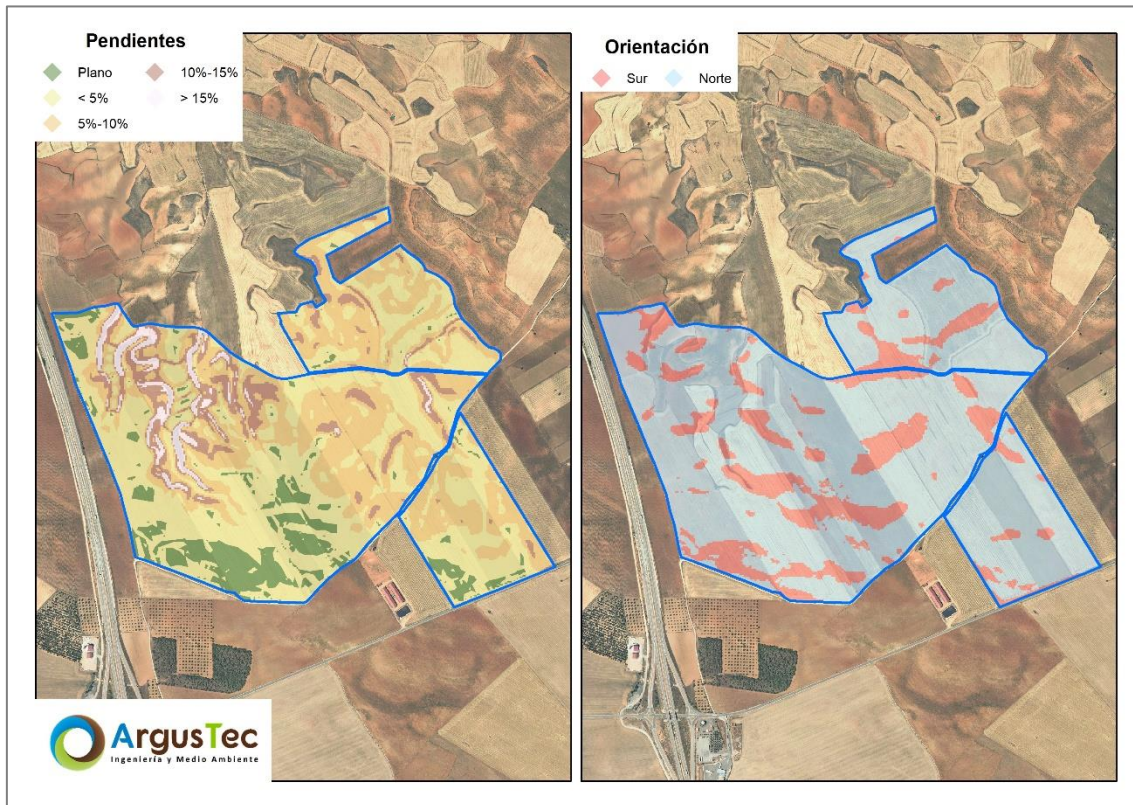 Pendientes
Plano
10%-15%
< 5%
> 15%
5%-10%
Orientación
Sur
Norte
ArgusTec
Ingeniería y Medio Ambiente